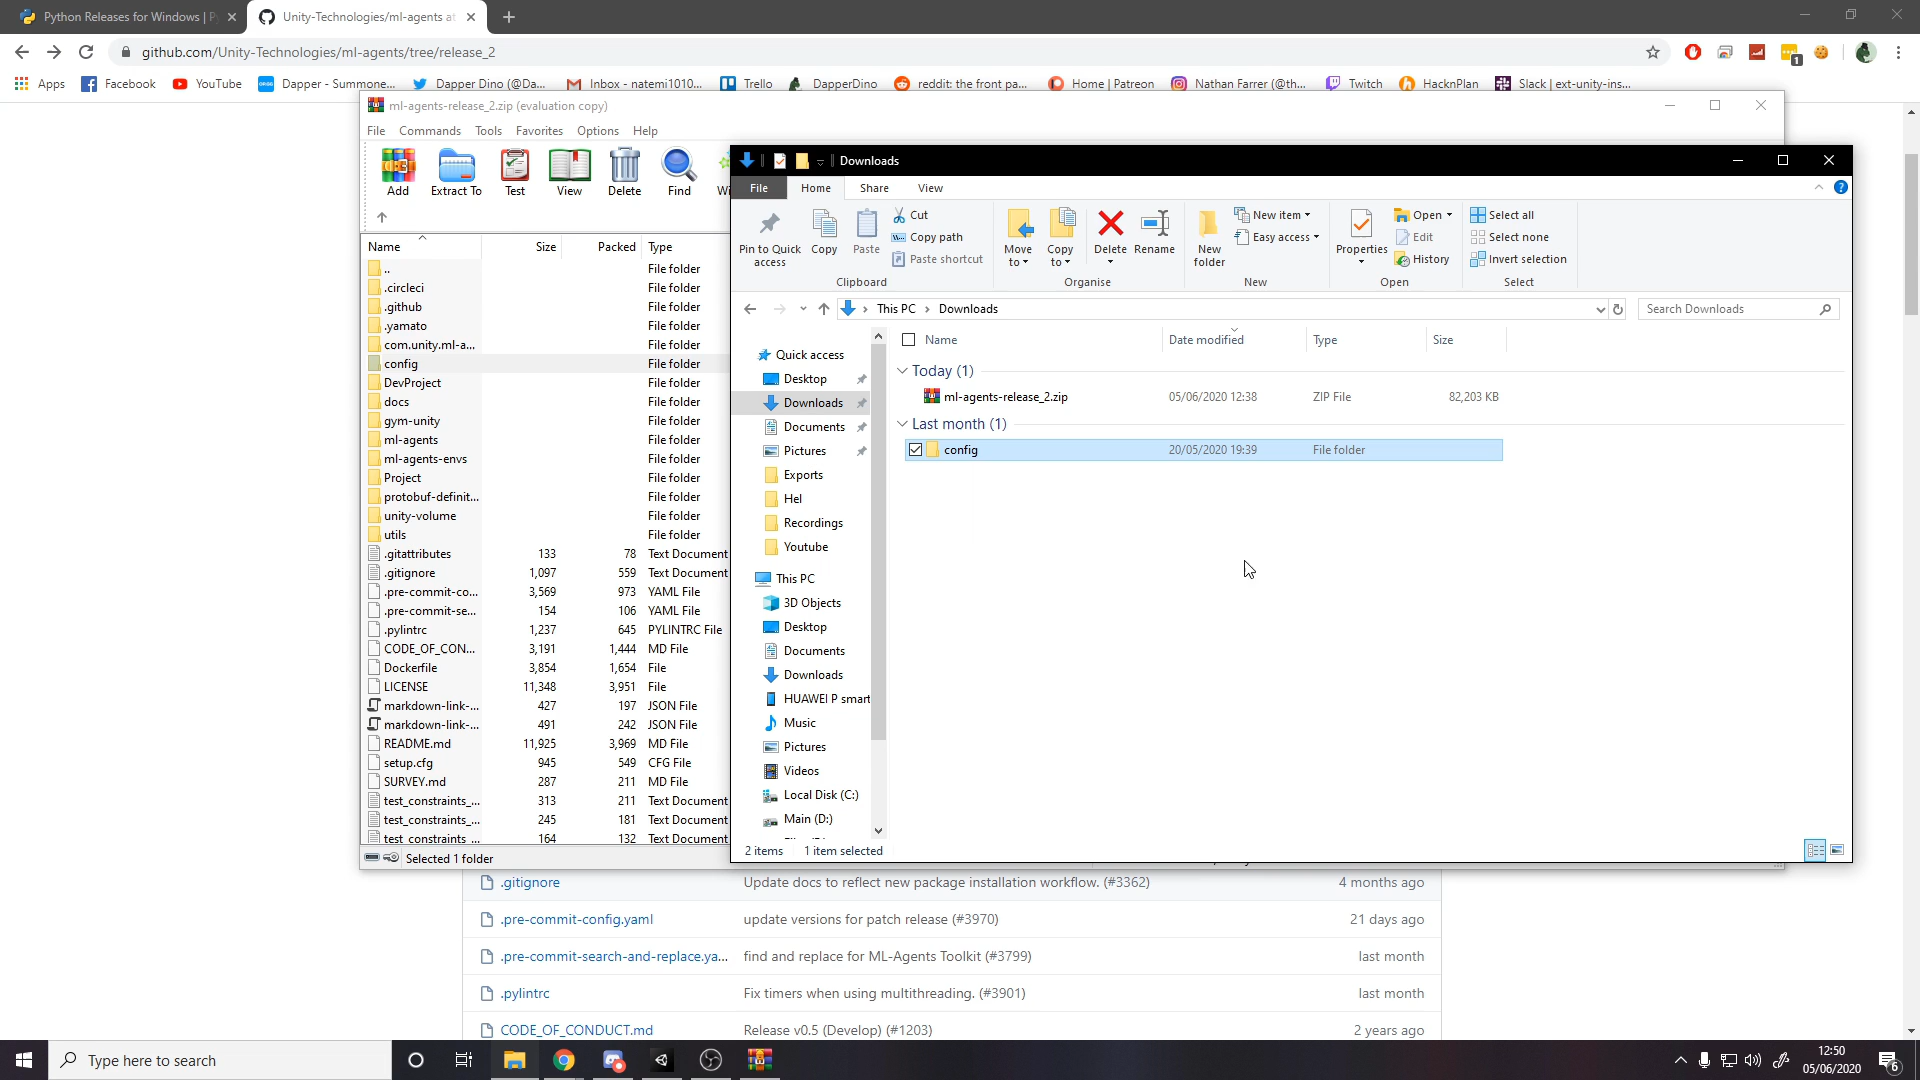 Python Releases for Windows | P
Unity-Technologies/ml-agents at
github.com/Unity-Technologies/ml-agents/tree/release_2
1
Apps
Facebook
YouTube
Dapper - Summone...
Dapper Dino (@Da...
Inbox - natemi1010...
Trello
DapperDino
reddit: the front pa...
Home | Patreon
Nathan Farrer (@th...
Twitch
HacknPlan
Slack | ext-unity-ins...
ml-agents-release_2.zip (evaluation copy)
File Commands Tools Favorites Options Help
Add
Extract To
Test
View
Delete
Find
Name Size Packed Type
.. File folder
.circleci File folder
.github File folder
.yamato File folder
com.unity.ml-a... File folder
config File folder
DevProject File folder
docs File folder
gym-unity File folder
ml-agents File folder
ml-agents-envs File folder
Project File folder
protobuf-definit... File folder
unity-volume File folder
utils File folder
.gitattributes 133 78 Text Document
.gitignore 1,097 559 Text Document
.pre-commit-co... 3,569 973 YAML File
.pre-commit-se... 154 106 YAML File
.pylintrc 1,237 645 PYLINTRC File
CODE_OF_CON... 3,191 1,444 MD File
Dockerfile 3,854 1,654 File
LICENSE 11,348 3,951 File
markdown-link-... 427 197 JSON File
markdown-link-... 491 242 JSON File
README.md 11,925 3,969 MD File
setup.cfg 945 549 CFG File
SURVEY.md 287 211 MD File
test_constraints_... 313 211 Text Document
test_constraints_... 245 181 Text Document
test_constraints_... 164 132 Text Document
Selected 1 folder
Downloads
File Home Share View
Pin to Quick access
Copy
Paste
Cut
Copy path
Paste shortcut
Clipboard
Move to
Copy to
Delete
Rename
Organise
New folder
New item
Easy access
New
Properties
Open
Edit
History
Open
Select all
Select none
Invert selection
Select
This PC Downloads
Search Downloads
Quick access
Desktop
Downloads
Documents
Pictures
Exports
Hel
Recordings
Youtube
This PC
3D Objects
Desktop
Documents
Downloads
HUAWEI P smart
Music
Pictures
Videos
Local Disk (C:)
Main (D:)
Name Date modified Type Size
Today (1)
ml-agents-release_2.zip 05/06/2020 12:38 ZIP File 82,203 KB
Last month (1)
config 20/05/2020 19:39 File folder
2 items 1 item selected
.gitignore Update docs to reflect new package installation workflow. (#3362) 4 months ago
.pre-commit-config.yaml update versions for patch release (#3970) 21 days ago
.pre-commit-search-and-replace.ya... find and replace for ML-Agents Toolkit (#3799) last month
.pylintrc Fix timers when using multithreading. (#3901) last month
CODE_OF_CONDUCT.md Release v0.5 (Develop) (#1203) 2 years ago
Type here to search
12:50
05/06/2020
6